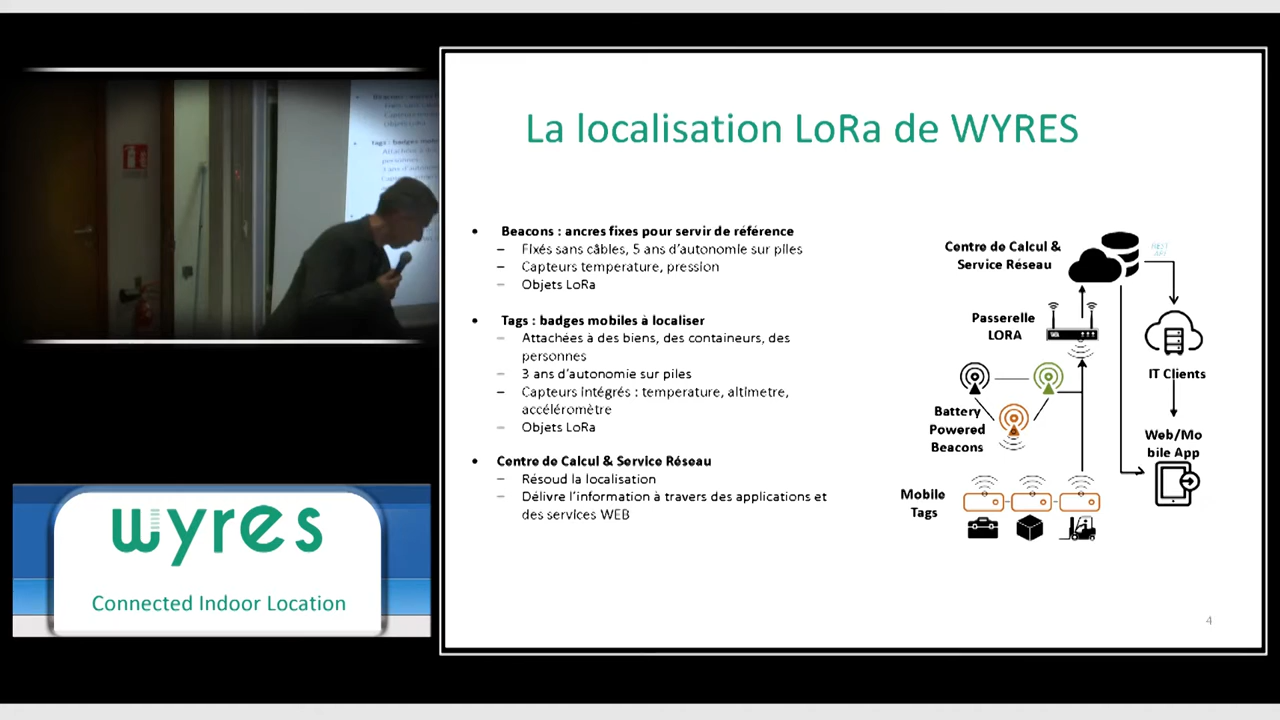 La localisation LoRa de WYRES
• Beacons : ancres fixes pour servir de référence
– Fixés sans câbles, 5 ans d'autonomie sur piles
– Capteurs temperature, pression
– Objets LoRa
• Tags : badges mobiles à localiser
– Attachées à des biens, des containeurs, des
personnes
– 3 ans d'autonomie sur piles
– Capteurs intégrés : temperature, altimetre,
accéléromètre
– Objets LoRa
• Centre de Calcul & Service Réseau
– Résoud la localisation
– Délivre l'information à travers des applications et
des services WEB
Centre de Calcul &
Service Réseau
REST
API
Passerelle
LORA
IT Clients
Battery
Powered
Beacons
Web/Mo
bile App
Mobile
Tags
4
wyres
Connected Indoor Location